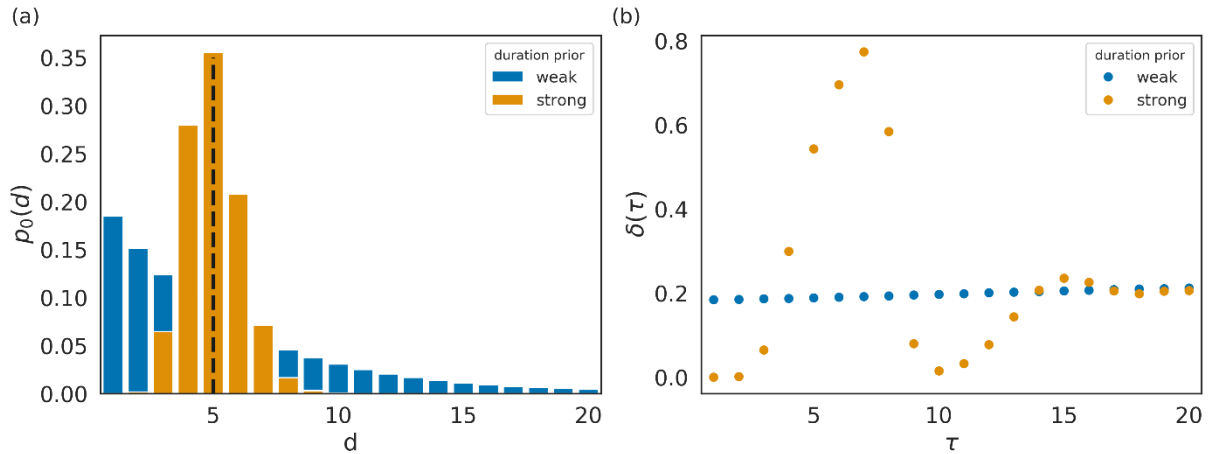 (a)
0.35
0.30
0.25
0.20
0.15
0.10
0.05
0.00
p₀(d)
5
10
15
20
d
duration prior
weak
strong
(b)
0.8
0.6
0.4
0.2
0.0
δ(τ)
5
10
15
20
τ
duration prior
weak
strong